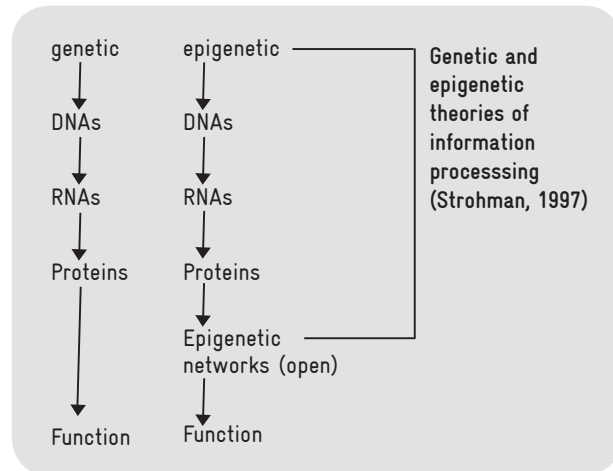 genetic
DNAs
RNAs
Proteins
Function
epigenetic
DNAs
RNAs
Proteins
Epigenetic
networks (open)
Function
Genetic and
epigenetic
theories of
information
processsing
(Strohman, 1997)